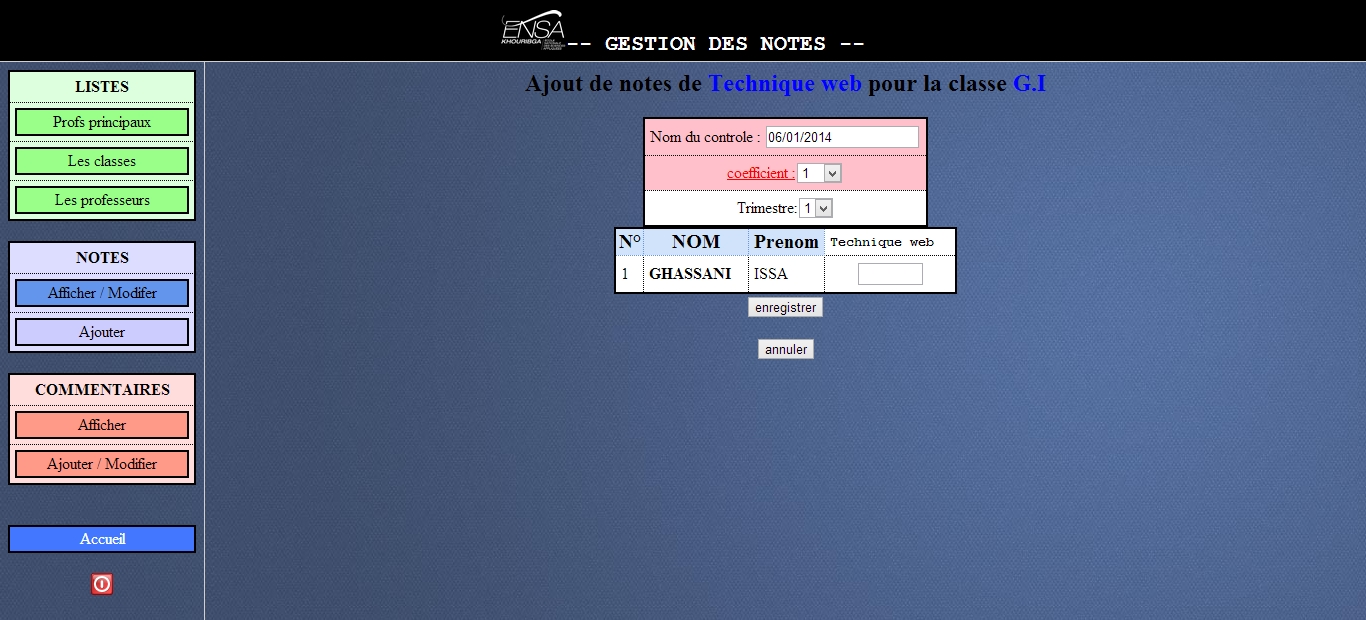 ENSA
KHOURIBGA
-- GESTION DES NOTES --
LISTES
Profs principaux
Les classes
Les professeurs
NOTES
Afficher / Modifer
Ajouter
COMMENTAIRES
Afficher
Ajouter / Modifier
Accueil
Ajout de notes de Technique web pour la classe G.I
Nom du controle : 06/01/2014
coefficient : 1
Trimestre: 1
N° NOM Prenom Technique web
1 GHASSANI ISSA
enregistrer
annuler